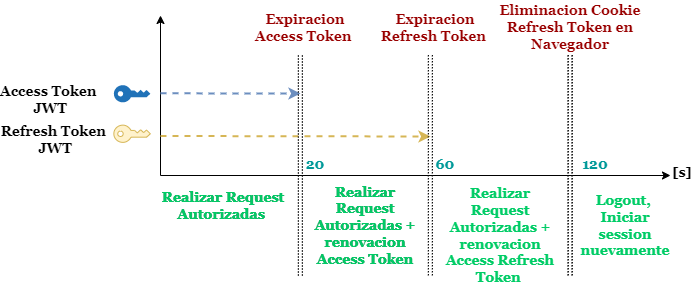 Expiracion
Access Token
Expiracion
Refresh Token
Eliminacion Cookie
Refresh Token en
Navegador
Access Token
JWT
Refresh Token
JWT
20
60
120
[s]
Realizar Request
Autorizadas
Realizar
Request
Autorizadas +
renovacion
Access Token
Realizar
Request
Autorizadas +
renovacion
Access Refresh
Token
Logout,
Iniciar
session
nuevamente